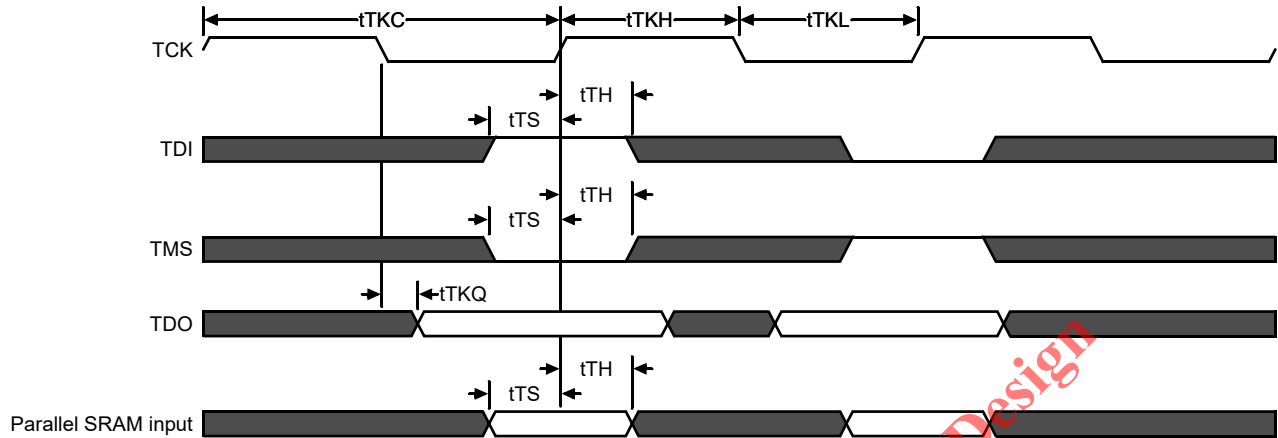 tTKC
tTKH
tTKL
TCK
tTH
tTS
TDI
tTH
tTS
TMS
tTKQ
TDO
tTH
tTS
Parallel SRAM input
Design